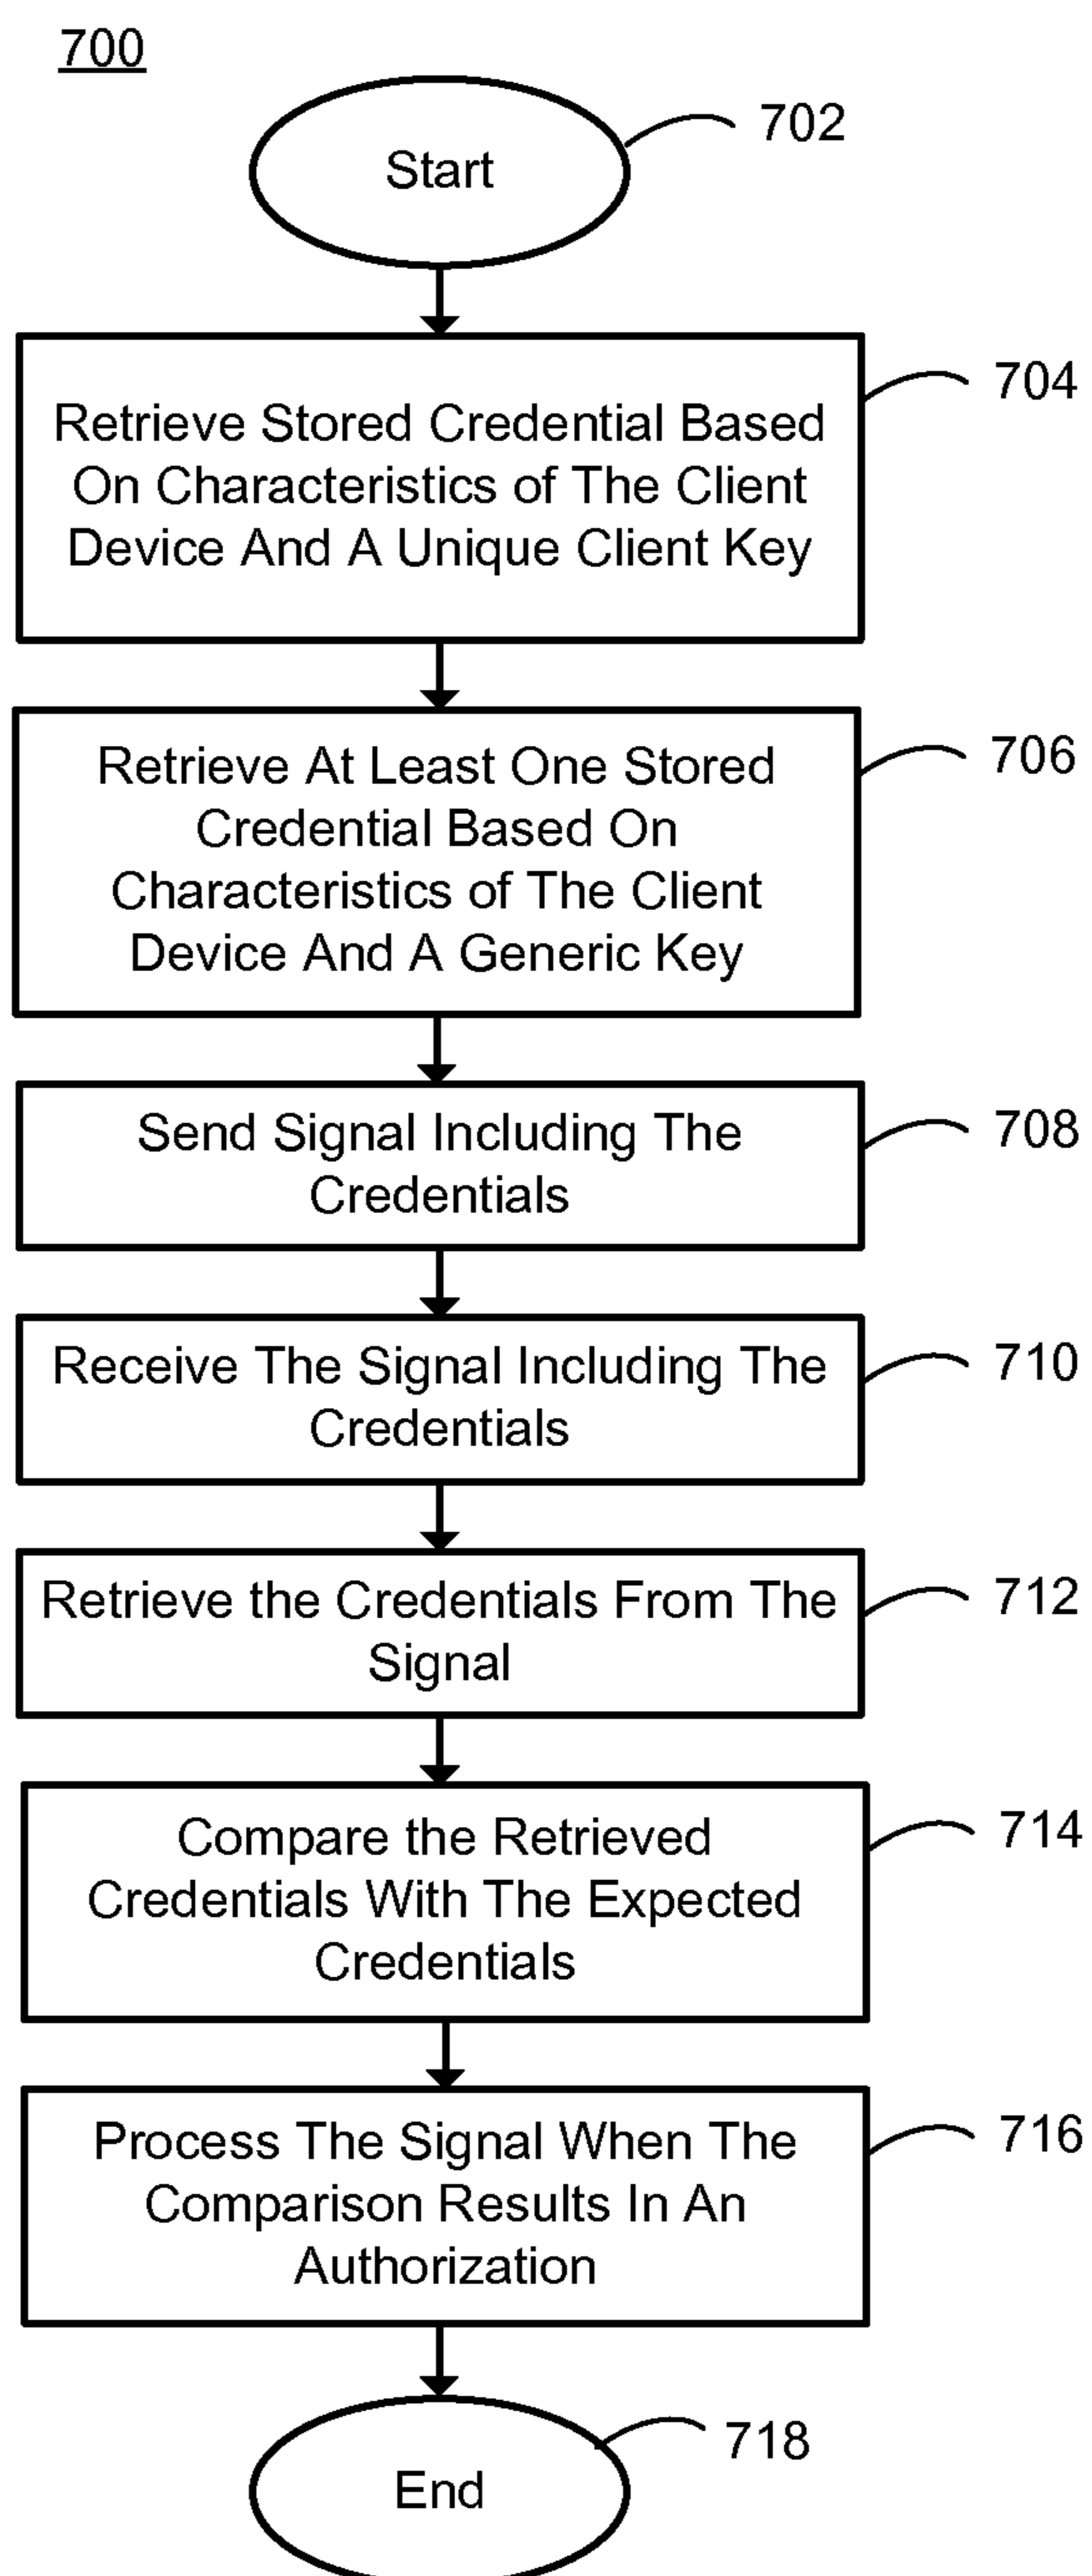 700
Start
702
Retrieve Stored Credential Based
On Characteristics of The Client
Device And A Unique Client Key
704
Retrieve At Least One Stored
Credential Based On
Characteristics of The Client
Device And A Generic Key
706
Send Signal Including The
Credentials
708
Receive The Signal Including The
Credentials
710
Retrieve the Credentials From The
Signal
712
Compare the Retrieved
Credentials With The Expected
Credentials
714
Process The Signal When The
Comparison Results In An
Authorization
716
End
718